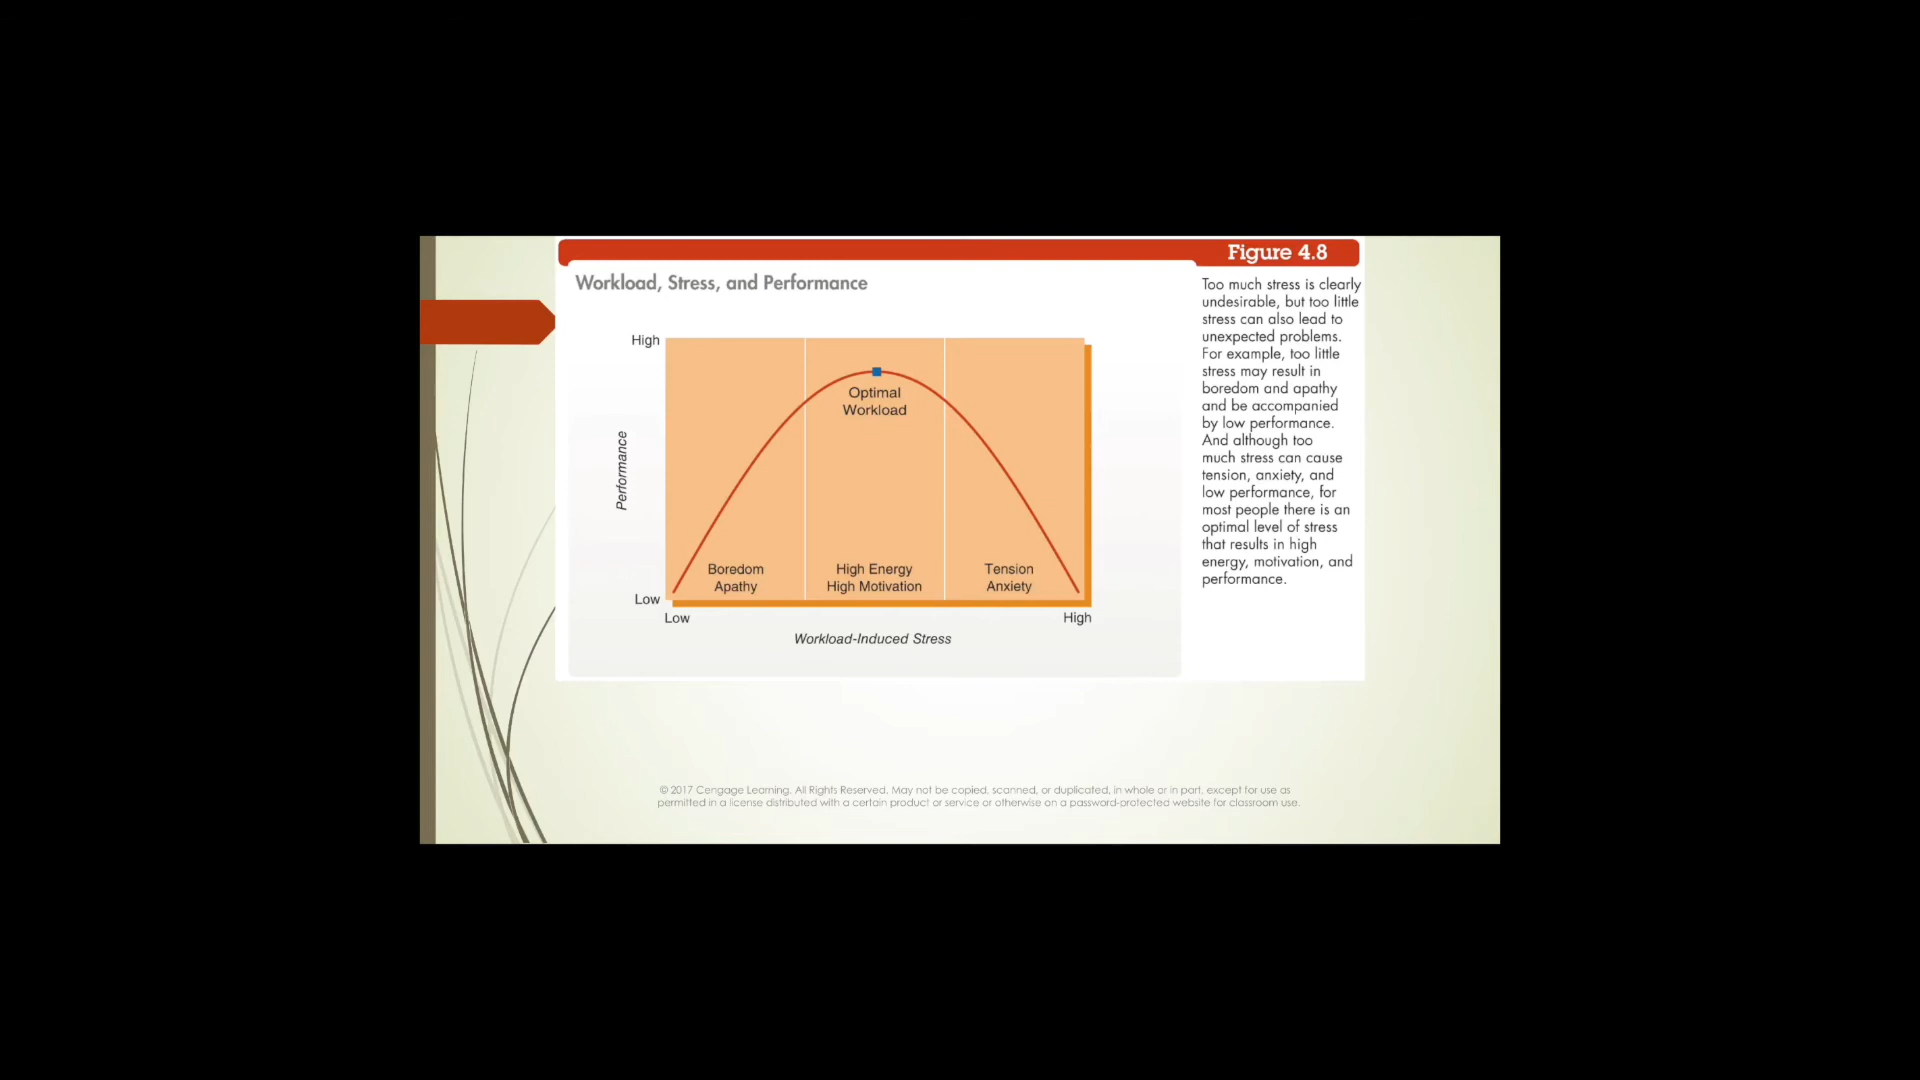 Figure 4.8
Workload, Stress, and Performance
High
Performance
Low
Optimal
Workload
Boredom
Apathy
High Energy
High Motivation
Tension
Anxiety
Low
High
Workload-Induced Stress
Too much stress is clearly
undesirable, but too little
stress can also lead to
unexpected problems.
For example, too little
stress may result in
boredom and apathy
and be accompanied
by low performance.
And although too
much stress can cause
tension, anxiety, and
low performance, for
most people there is an
optimal level of stress
that results in high
energy, motivation, and
performance.
© 2017 Cengage Learning. All Rights Reserved. May not be copied, scanned, or duplicated, in whole or in part, except for use as
permitted in a license distributed with a certain product or service or otherwise on a password-protected website for classroom use.